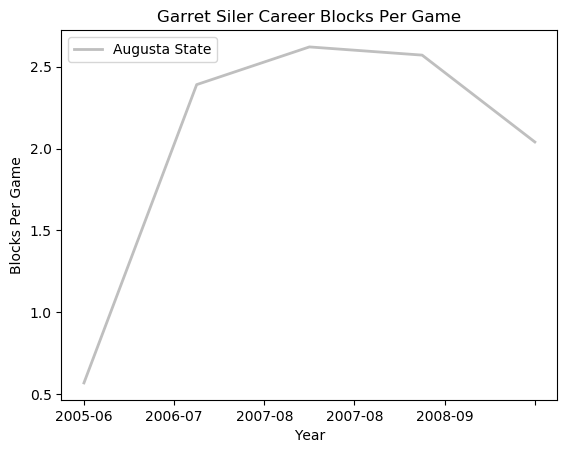 Garret Siler Career Blocks Per Game
Augusta State
Blocks Per Game
2.5
2.0
1.5
1.0
0.5
2005-06 2006-07 2007-08 2007-08 2008-09
Year